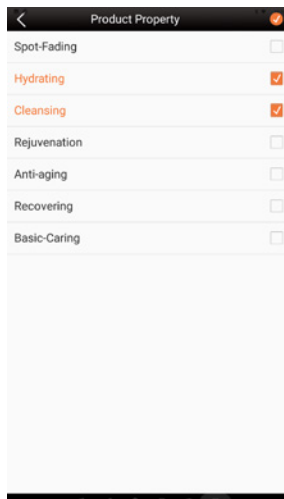 Product Property
Spot-Fading
Hydrating
Cleansing
Rejuvenation
Anti-aging
Recovering
Basic-Caring